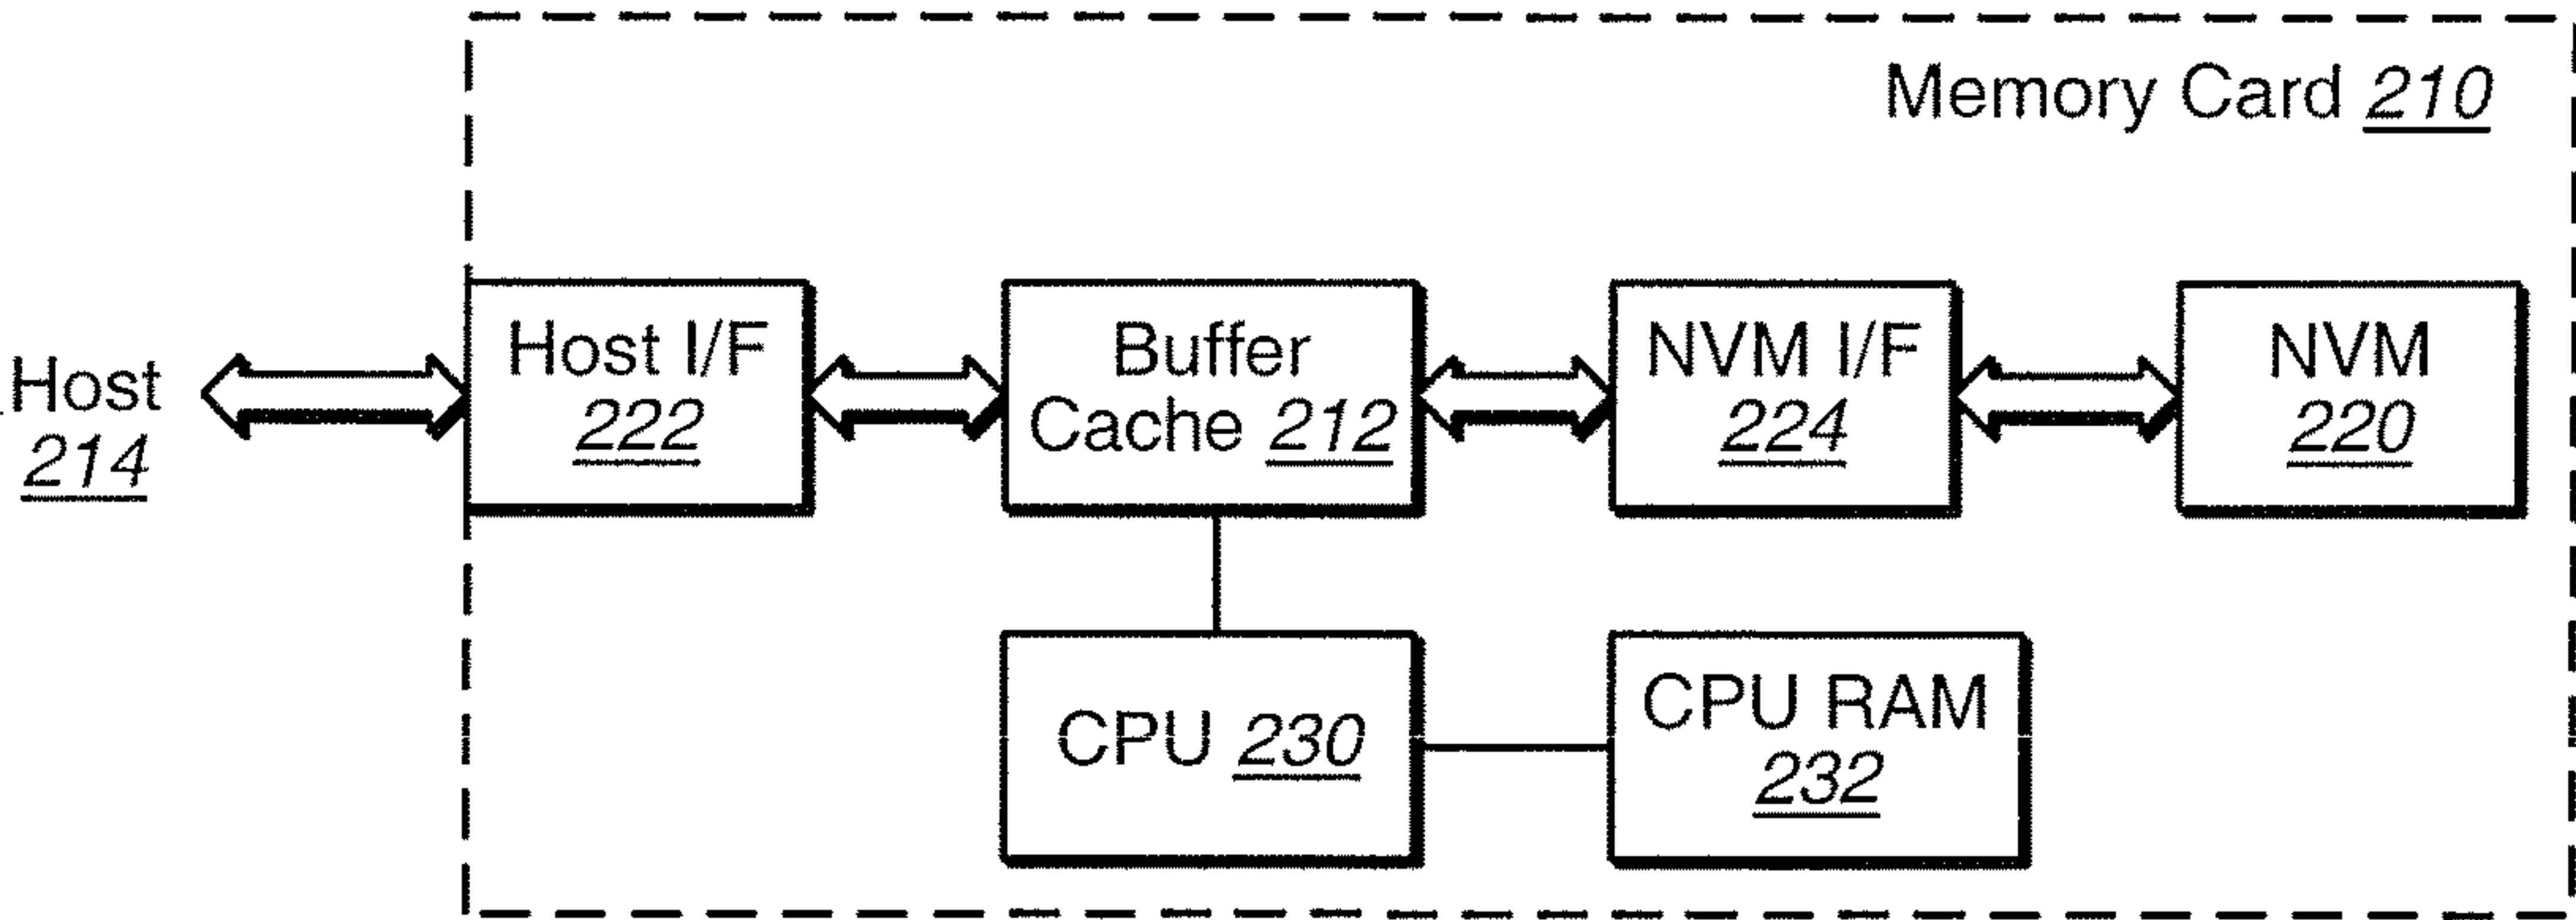 Memory Card 210
Host
214
Host I/F
222
Buffer
Cache 212
NVM I/F
224
NVM
220
CPU 230
CPU RAM
232